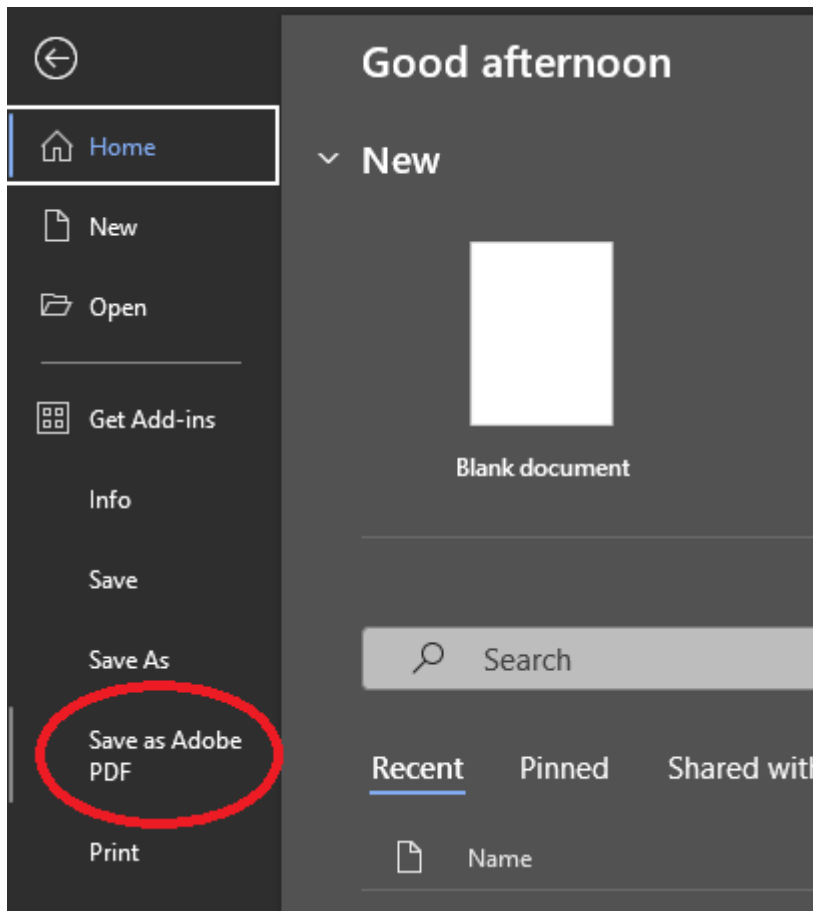 Good afternoon
Home
New
New
Open
Get Add-ins
Blank document
Info
Save
Save As
Search
Save as Adobe
PDF
Recent Pinned Shared with
Print
Name